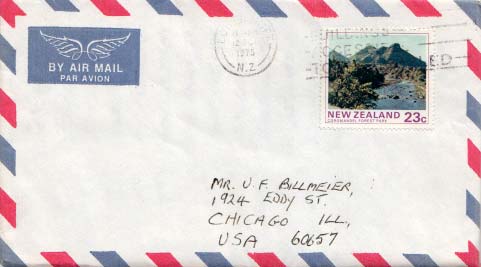 BY AIR MAIL
PAR AVION
1975
N.Z.
NEW ZEALAND
23c
COROMANDEL FOREST PARK
MR. U. F. BILLMEIER,
1924 EDDY ST.
CHICAGO ILL,
USA 60657